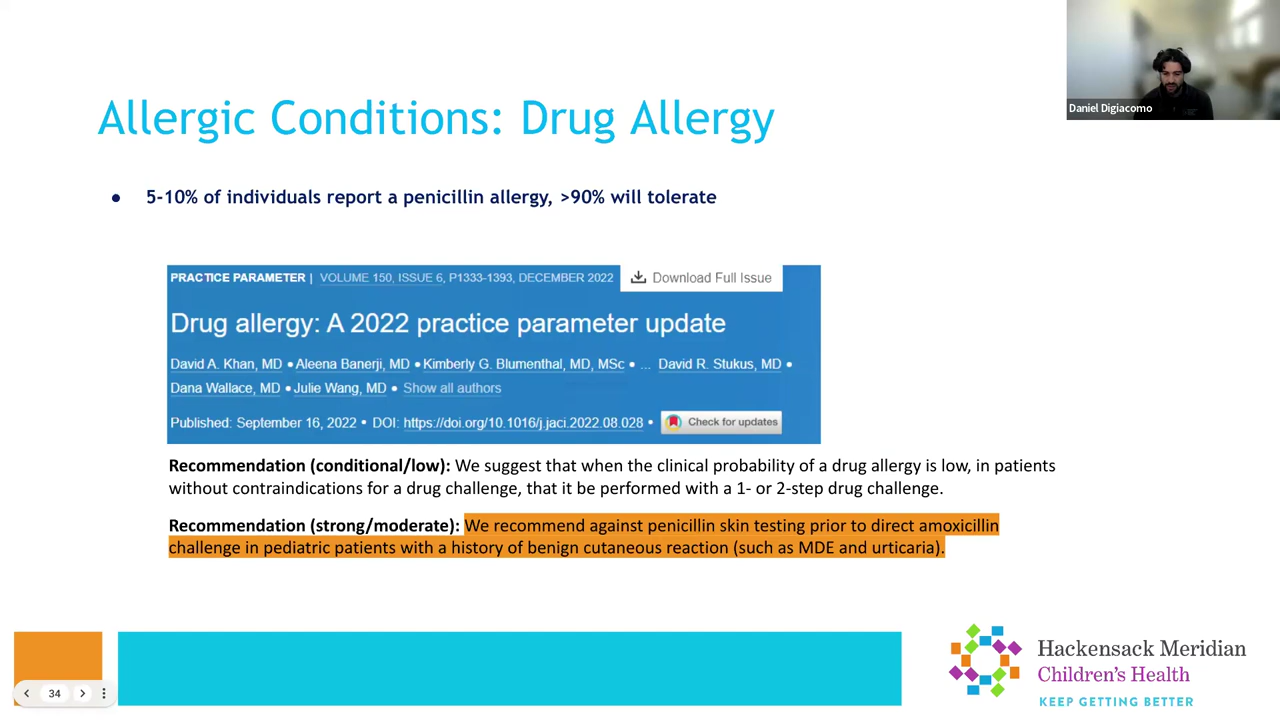 Daniel Digiacomo
Allergic Conditions: Drug Allergy
● 5-10% of individuals report a penicillin allergy, >90% will tolerate
PRACTICE PARAMETER | VOLUME 150, ISSUE 6, P1333-1393, DECEMBER 2022 Download Full Issue
Drug allergy: A 2022 practice parameter update
David A. Khan, MD • Aleena Banerji, MD • Kimberly G. Blumenthal, MD, MSc • ... David R. Stukus, MD •
Dana Wallace, MD • Julie Wang, MD • Show all authors
Published: September 16, 2022 • DOI: https://doi.org/10.1016/j.jaci.2022.08.028 • Check for updates
Recommendation (conditional/low): We suggest that when the clinical probability of a drug allergy is low, in patients
without contraindications for a drug challenge, that it be performed with a 1- or 2-step drug challenge.
Recommendation (strong/moderate): We recommend against penicillin skin testing prior to direct amoxicillin
challenge in pediatric patients with a history of benign cutaneous reaction (such as MDE and urticaria).
Hackensack Meridian
Children's Health
KEEP GETTING BETTER
34